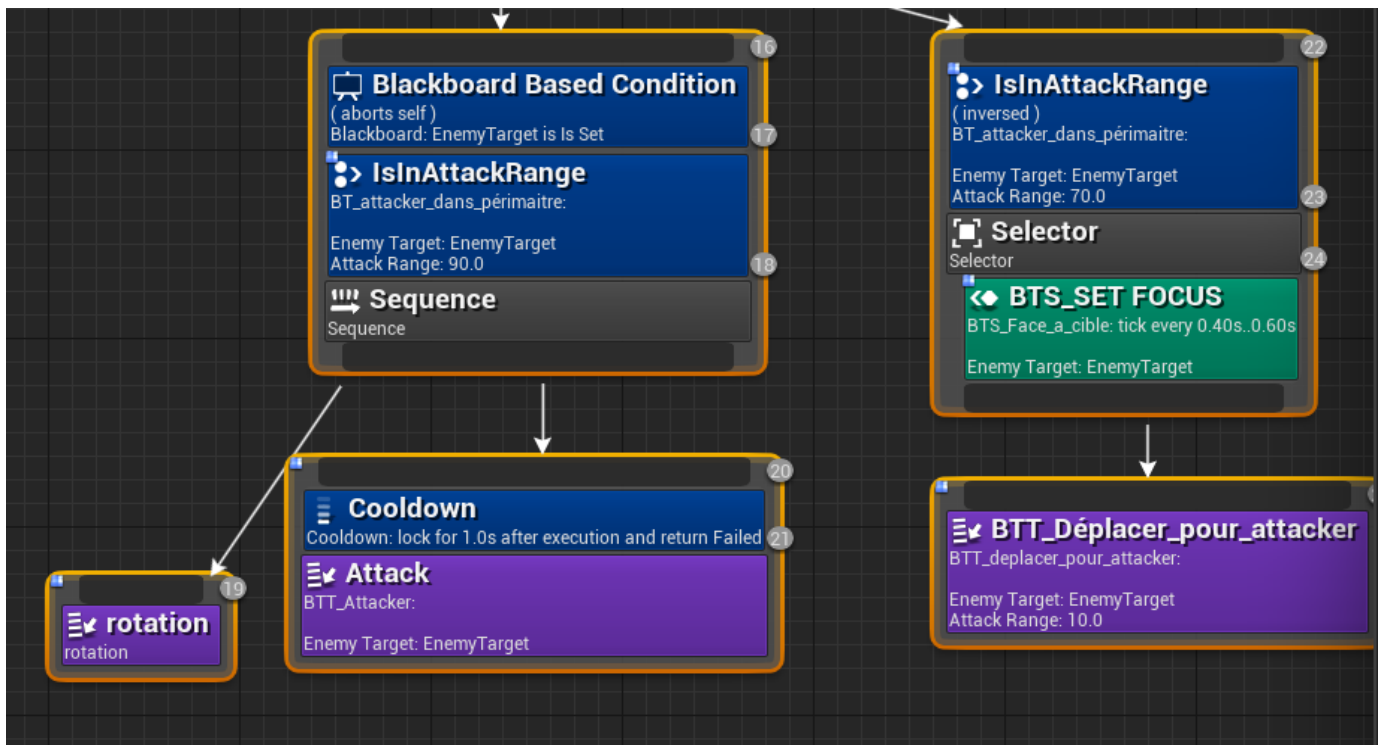 16
Blackboard Based Condition
( aborts self )
Blackboard: EnemyTarget is Is Set
17
IsInAttackRange
BT_attacker_dans_périmaitre:
Enemy Target: EnemyTarget
Attack Range: 90.0
18
Sequence
Sequence
22
IsInAttackRange
( inversed )
BT_attacker_dans_périmaitre:
Enemy Target: EnemyTarget
Attack Range: 70.0
23
Selector
Selector
24
BTS_SET FOCUS
BTS_Face_a_cible: tick every 0.40s..0.60s
Enemy Target: EnemyTarget
19
rotation
rotation
20
Cooldown
Cooldown: lock for 1.0s after execution and return Failed
21
Attack
BTT_Attacker:
Enemy Target: EnemyTarget
BTT_Déplacer_pour_attacker
BTT_deplacer_pour_attacker:
Enemy Target: EnemyTarget
Attack Range: 10.0